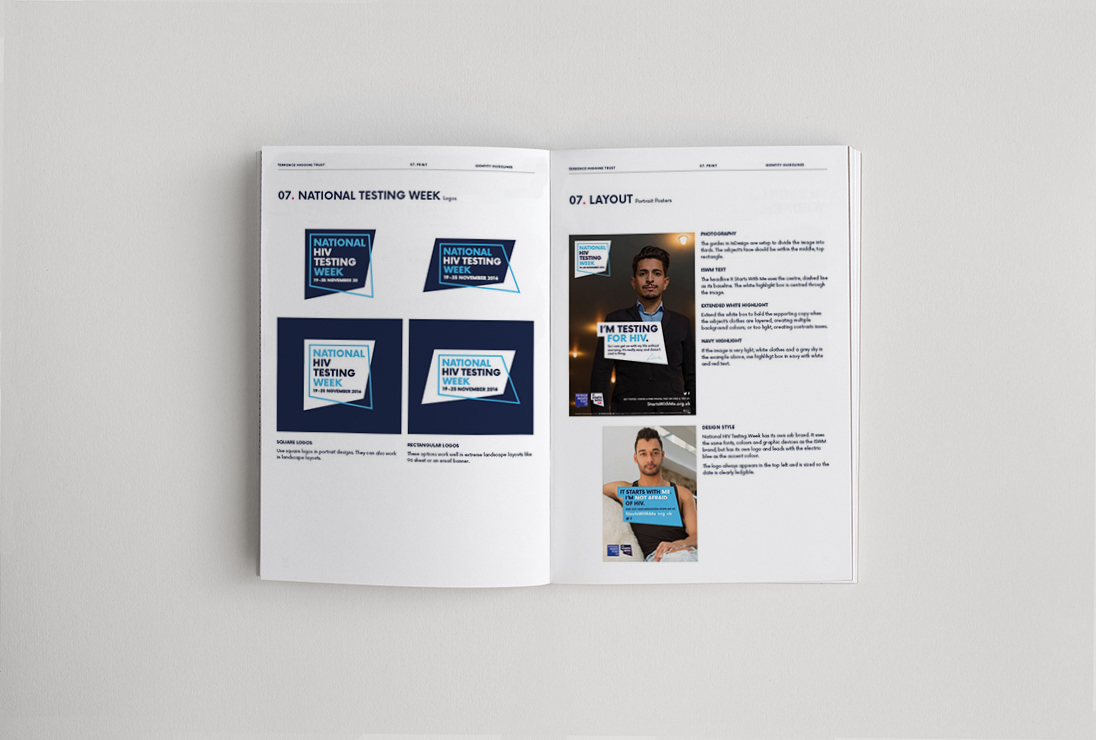 TERRENCE HIGGINS TRUST
07. PRINT
IDENTITY GUIDELINES
07. NATIONAL TESTING WEEK Logos
NATIONAL
HIV
TESTING
WEEK
19-25 NOVEMBER 20
NATIONAL
HIV TESTING
WEEK
19-25 NOVEMBER 2016
NATIONAL
HIV
TESTING
WEEK
19-25 NOVEMBER 2016
NATIONAL
HIV TESTING
WEEK
19-25 NOVEMBER 2016
SQUARE LOGOS
Use square logos in portrait designs. They can also work
in landscape layouts.
RECTANGULAR LOGOS
These options work well in extreme landscape layouts like
96 sheet or an email banner.
TERRENCE HIGGINS TRUST
07. PRINT
IDENTITY GUIDELINES
07. LAYOUT Portrait Posters
NATIONAL
HIV
TESTING
WEEK
I'M TESTING
FOR HIV.
StartsWithMe.org.uk
PHOTOGRAPHY
The guides in InDesign are setup to divide the image into
thirds. The subject's face should be within the middle, top
rectangle.
ISWM TEXT
The headline It Starts With Me uses the centre, dashed line
as its baseline. The white highlight box is centred through
the image.
EXTENDED WHITE HIGHLIGHT
Extend the white box to hold the supporting copy when
the subject's clothes are layered, creating multiple
background colours, or too light, creating contrasts issues.
NAVY HIGHLIGHT
If the image is very light, white clothes and a grey sky in
the example above, use highlight box in navy with white
and red text.
IT STARTS WITH ME
I'M NOT AFRAID
OF HIV.
StartsWithMe.org.uk
DESIGN STYLE
National HIV Testing Week has its own sub brand. It uses
the same fonts, colours and graphic devices as the ISWM
brand, but has its own logo and leads with the electric
blue as the accent colour.
The logo always appears in the top left and is sized so the
date is clearly ledgible.